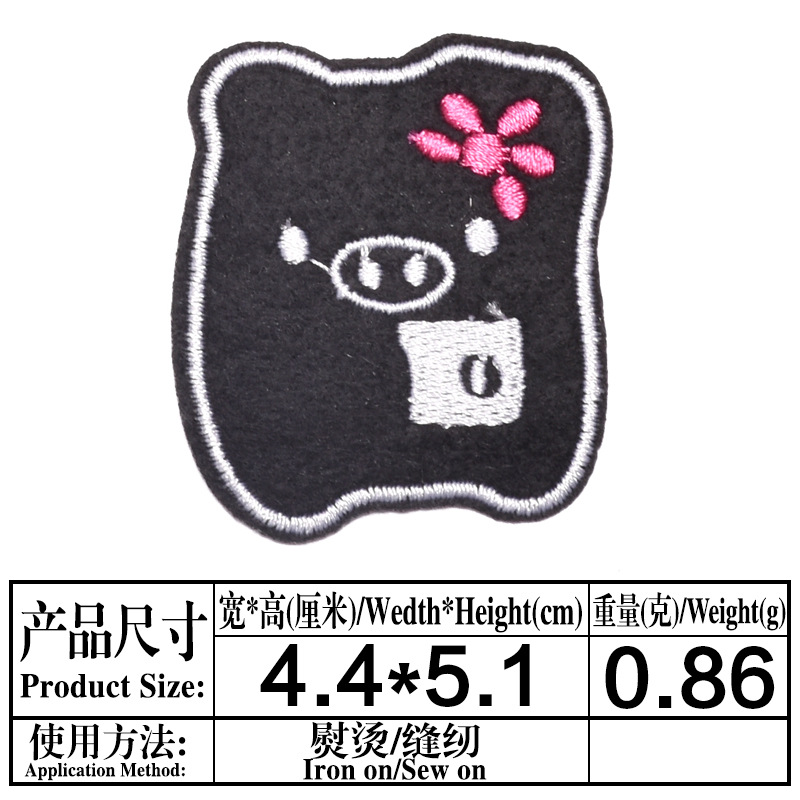 产品尺寸
Product Size:
宽*高(厘米)/Wedth*Height(cm)
重量(克)/Weight(g)
4.4*5.1
0.86
使用方法:
Application Method:
熨烫/缝纫
Iron on/Sew on